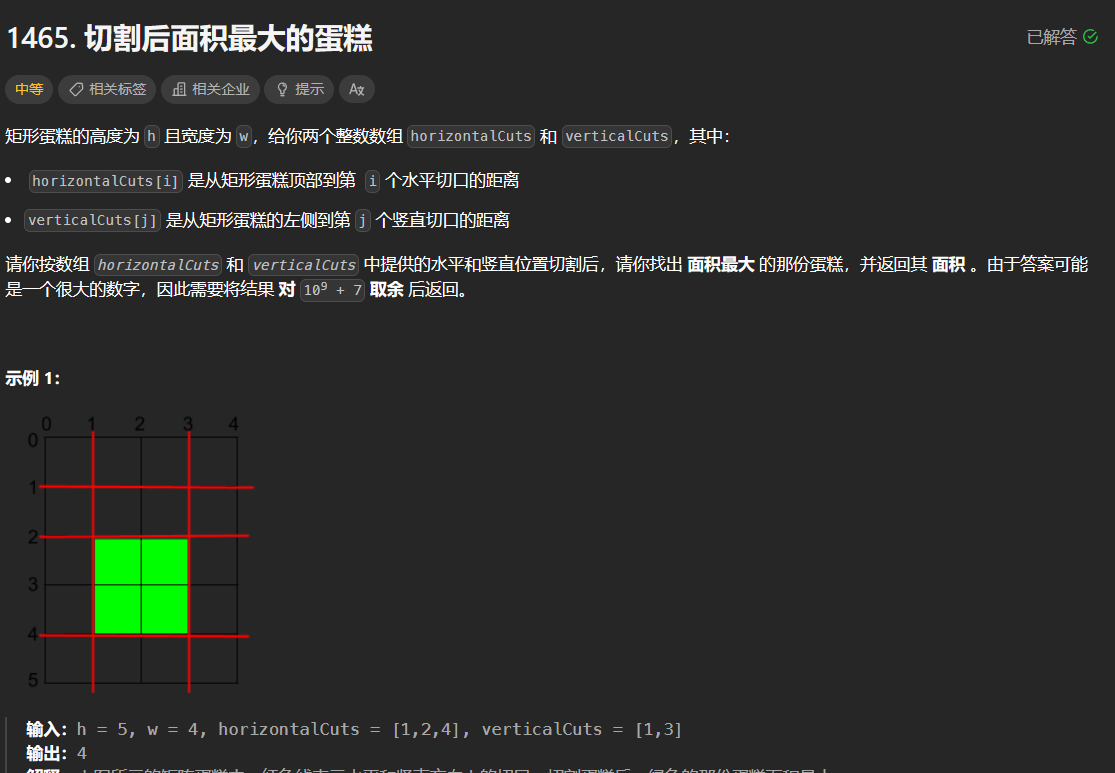 1465. 切割后面积最大的蛋糕
已解答
中等 相关标签 相关企业 提示 Ax
矩形蛋糕的高度为 h 且宽度为 w，给你两个整数数组 horizontalCuts 和 verticalCuts，其中：
• horizontalCuts[i] 是从矩形蛋糕顶部到第 i 个水平切口的距离
• verticalCuts[j] 是从矩形蛋糕的左侧到第 j 个竖直切口的距离
请你按数组 horizontalCuts 和 verticalCuts 中提供的水平和竖直位置切割后，请你找出 面积最大 的那份蛋糕，并返回其 面积 。由于答案可能
是一个很大的数字，因此需要将结果 对 10⁹ + 7 取余 后返回。
示例 1：
0 1 2 3 4
0
1
2
3
4
5
输入：h = 5, w = 4, horizontalCuts = [1,2,4], verticalCuts = [1,3]
输出：4